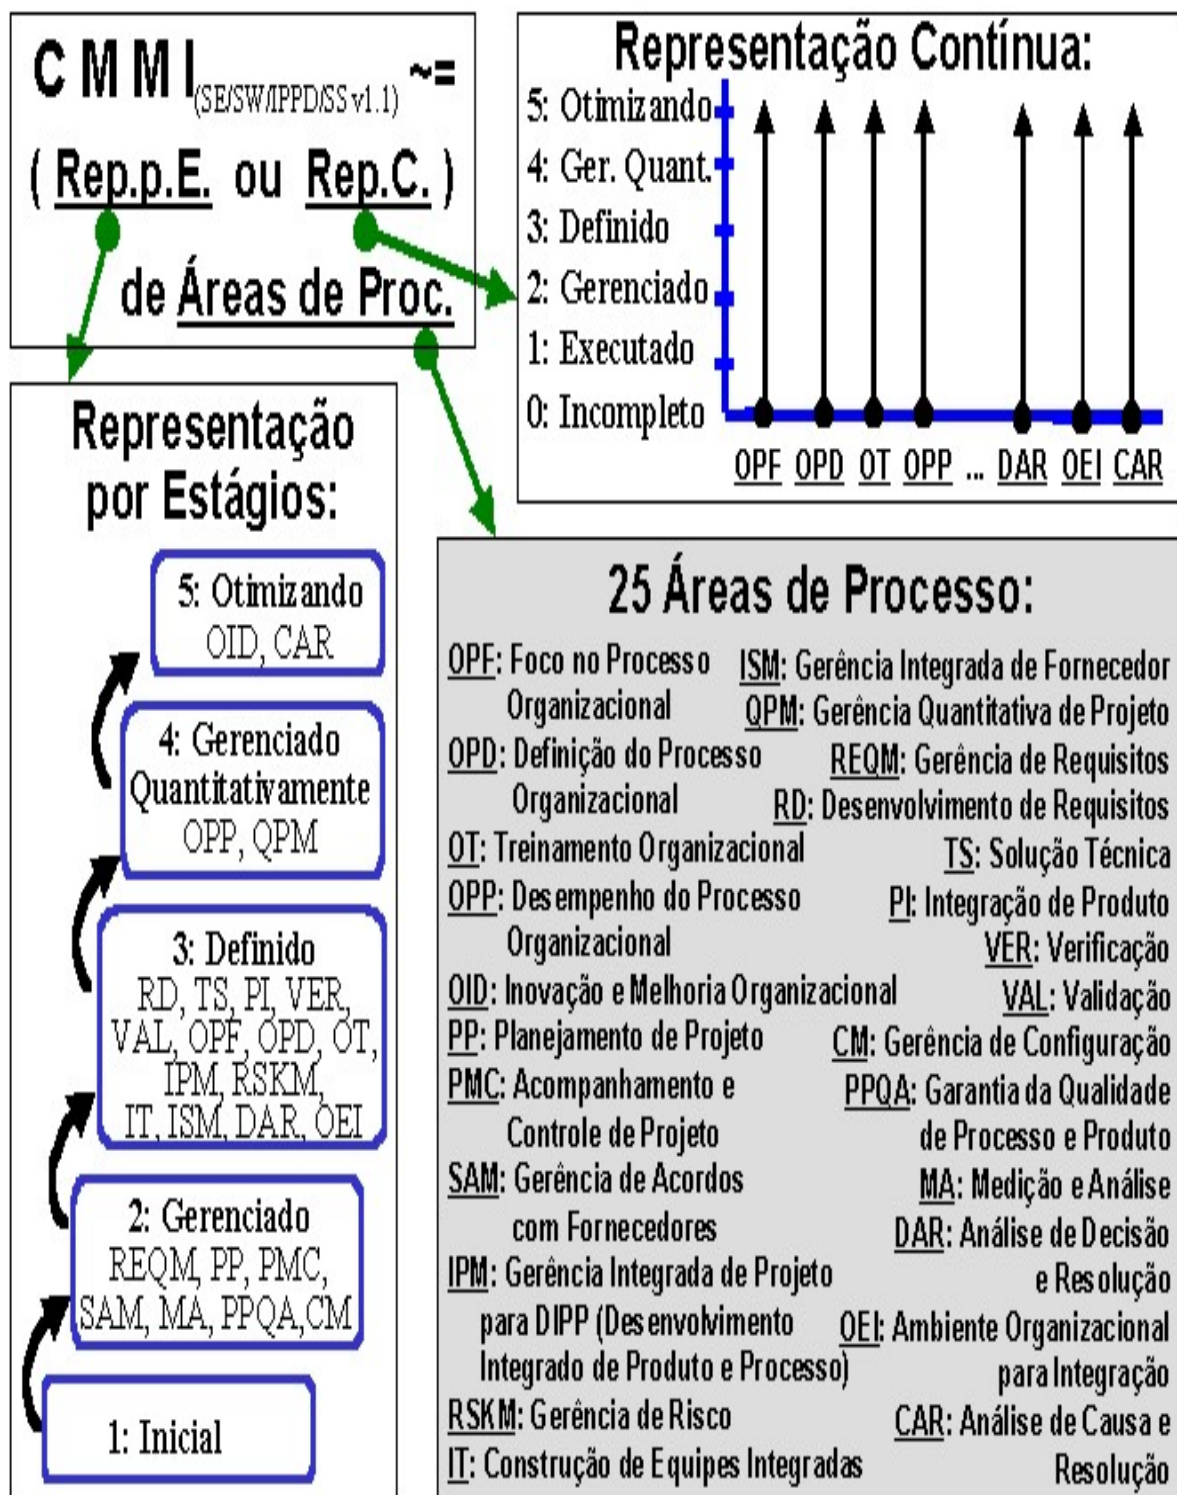 C M M I (SE/SW/IPPD/SS v1.1) ~=
( Rep.p.E. ou Rep.C. )
de Áreas de Proc.
Representação Contínua:
5: Otimizando
4: Ger. Quant.
3: Definido
2: Gerenciado
1: Executado
0: Incompleto
OPF OPD OT OPP ... DAR OEI CAR
Representação
por Estágios:
5: Otimizando
OID, CAR
4: Gerenciado
Quantitativamente
OPP, QPM
3: Definido
RD, TS, PI, VER,
VAL, OPF, OPD, OT,
IPM, RSKM,
IT, ISM, DAR, OEI
2: Gerenciado
REQM, PP, PMC,
SAM, MA, PPQA,CM
1: Inicial
25 Áreas de Processo:
OPF: Foco no Processo
Organizacional
OPD: Definição do Processo
Organizacional
OT: Treinamento Organizacional
OPP: Desempenho do Processo
Organizacional
OID: Inovação e Melhoria Organizacional
PP: Planejamento de Projeto
PMC: Acompanhamento e
Controle de Projeto
SAM: Gerência de Acordos
com Fornecedores
IPM: Gerência Integrada de Projeto
para DIPP (Desenvolvimento
Integrado de Produto e Processo)
RSKM: Gerência de Risco
IT: Construção de Equipes Integradas
ISM: Gerência Integrada de Fornecedor
QPM: Gerência Quantitativa de Projeto
REQM: Gerência de Requisitos
RD: Desenvolvimento de Requisitos
TS: Solução Técnica
PI: Integração de Produto
VER: Verificação
VAL: Validação
CM: Gerência de Configuração
PPQA: Garantia da Qualidade
de Processo e Produto
MA: Medição e Análise
DAR: Análise de Decisão
e Resolução
OEI: Ambiente Organizacional
para Integração
CAR: Análise de Causa e
Resolução